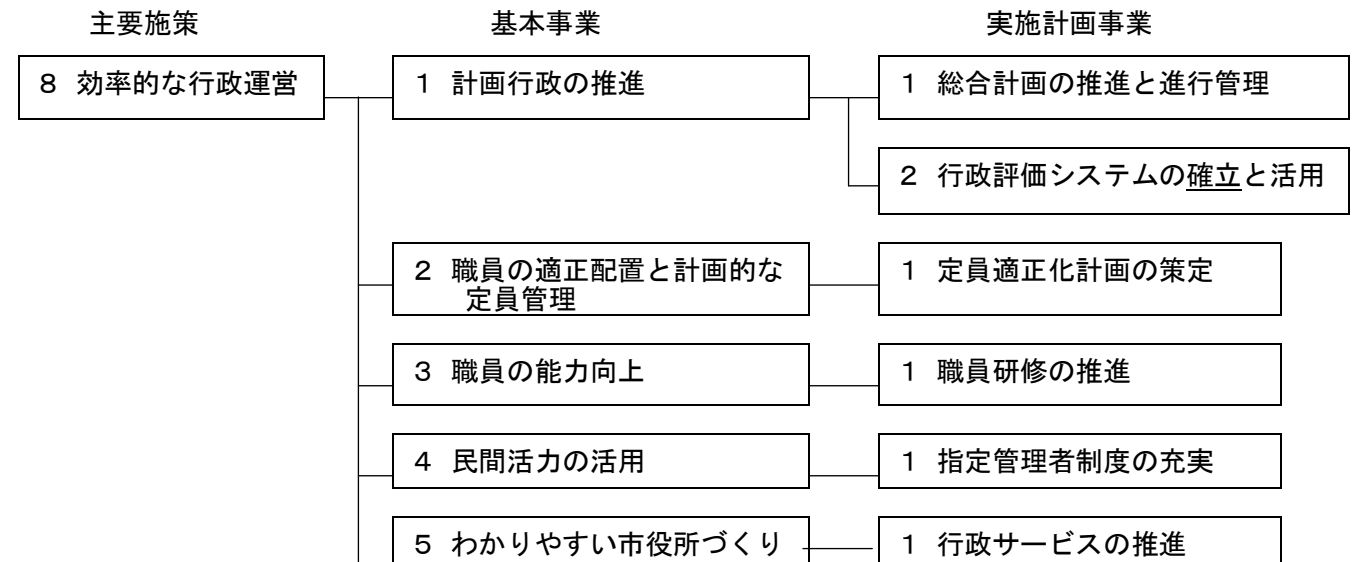 主要施策 基本事業 実施計画事業
８ 効率的な行政運営 １ 計画行政の推進 １ 総合計画の推進と進行管理
２ 行政評価システムの確立と活用
２ 職員の適正配置と計画的な １ 定員適正化計画の策定
定員管理
３ 職員の能力向上 １ 職員研修の推進
４ 民間活力の活用 １ 指定管理者制度の充実
５ わかりやすい市役所づくり １ 行政サービスの推進